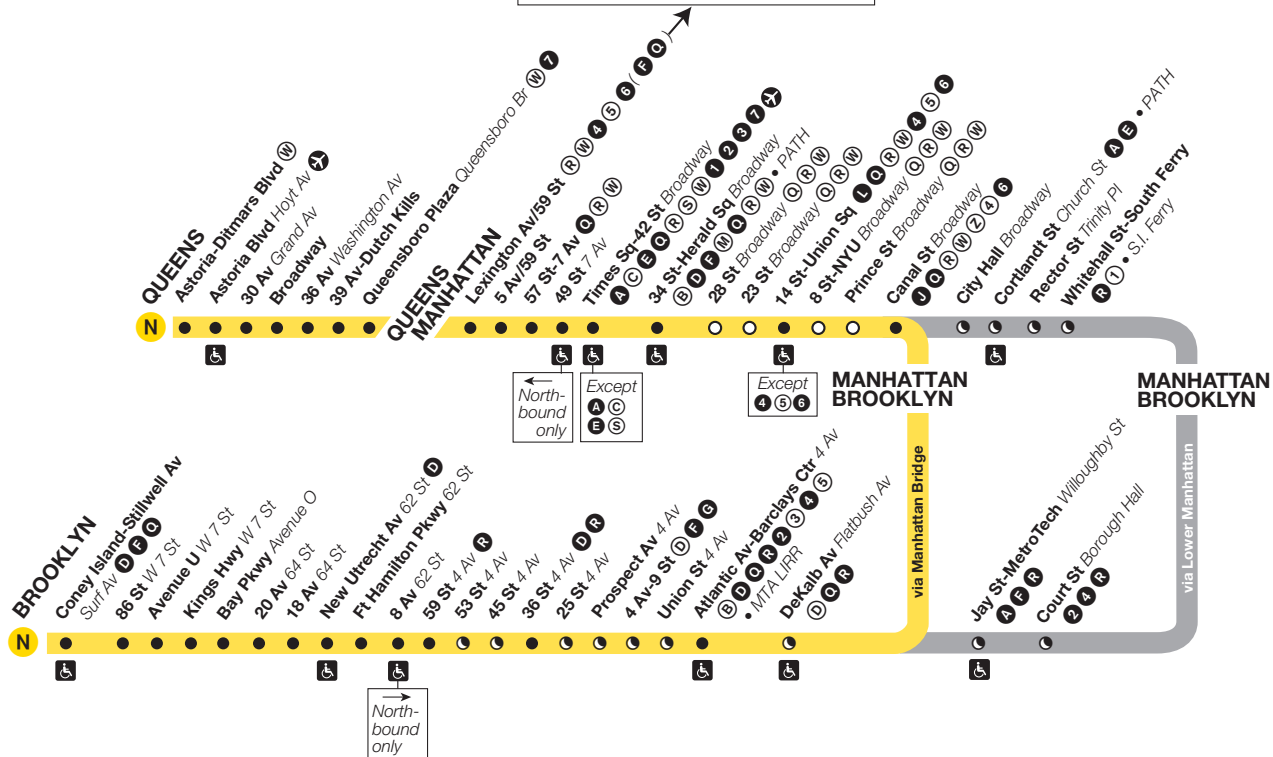 QUEENS
Astoria-Ditmars Blvd W
Astoria Blvd Hoyt Av
30 Av Grand Av
Broadway
36 Av Washington Av
39 Av-Dutch Kills
Queensboro Plaza Queensboro Br W 7
QUEENS
MANHATTAN
Lexington Av/59 St R W 4 5 6 ( F Q )
5 Av/59 St
57 St-7 Av Q R W
49 St 7 Av
Times Sq-42 St Broadway
A C E Q R S W 1 2 3 7
34 St-Herald Sq Broadway
B D F M Q R W • PATH
28 St Broadway Q R W
23 St Broadway Q R W
14 St-Union Sq L Q R W 4 5 6
8 St-NYU Broadway Q R W
Prince St Broadway Q R W
Canal St Broadway
J Q R W Z 4 6
City Hall Broadway
Cortlandt St Church St A E • PATH
Rector St Trinity Pl
Whitehall St-South Ferry
R 1 • S.I. Ferry
N
North-
bound
only
Except
A C
E S
Except
4 5 6
MANHATTAN
BROOKLYN
MANHATTAN
BROOKLYN
via Manhattan Bridge
via Lower Manhattan
BROOKLYN
Coney Island-Stillwell Av
Surf Av D F Q
86 St W 7 St
Avenue U W 7 St
Kings Hwy W 7 St
Bay Pkwy Avenue O
20 Av 64 St
18 Av 64 St
New Utrecht Av 62 St D
Ft Hamilton Pkwy 62 St
8 Av 62 St
59 St 4 Av R
53 St 4 Av
45 St 4 Av
36 St 4 Av D R
25 St 4 Av
Prospect Av 4 Av
4 Av-9 St D F G
Union St 4 Av
Atlantic Av-Barclays Ctr 4 Av
B D Q R 2 3 4 5
• MTA LIRR
DeKalb Av Flatbush Av
D Q R
Jay St-MetroTech Willoughby St
A F R
Court St Borough Hall
2 4 R
N
North-
bound
only